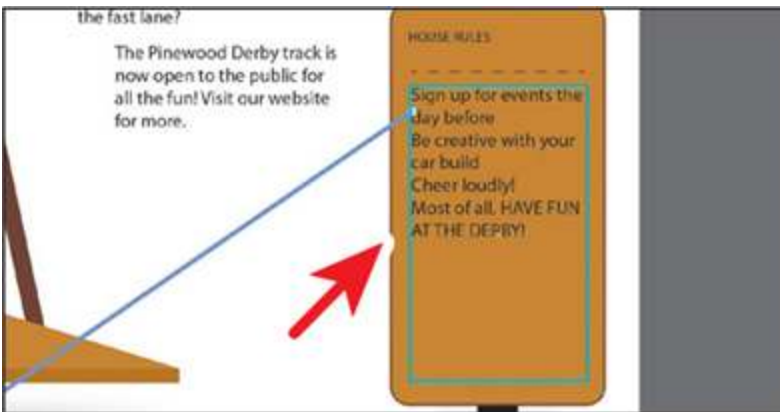 the fast lane?
The Pinewood Derby track is
now open to the public for
all the fun! Visit our website
for more.
HOUSE RULES
Sign up for events the
day before
Be creative with your
car build
Cheer loudly!
Most of all, HAVE FUN
AT THE DERBY!